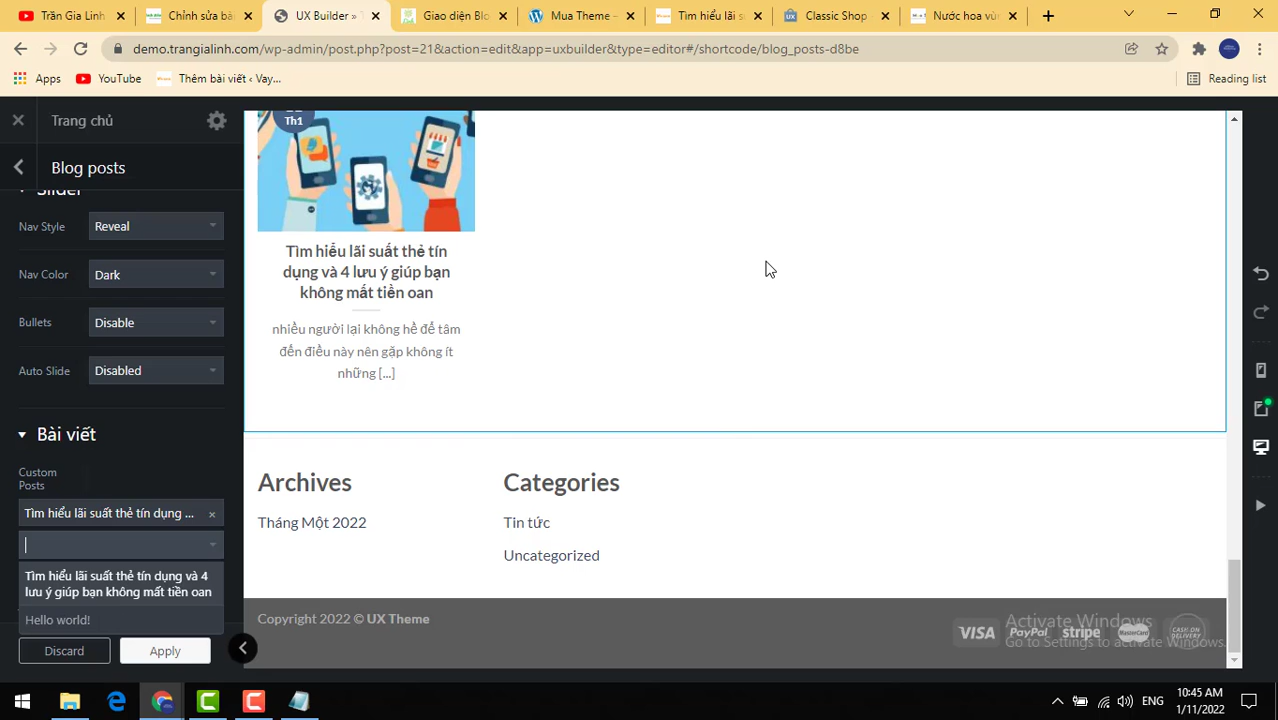 Trần Gia Linh
Chỉnh sửa bà
UX Builder » T
Giao diện Blo
Mua Theme –
Tìm hiểu lãi su
Classic Shop
Nước hoa vù
demo.trangialinh.com/wp-admin/post.php?post=21&action=edit&app=uxbuilder&type=editor#/shortcode/blog_posts-d8be
Apps
YouTube
Thêm bài viết ‹ Vay...
Reading list
Trang chủ
Blog posts
Slider
Nav Style
Reveal
Nav Color
Dark
Bullets
Disable
Auto Slide
Disabled
Bài viết
Custom
Posts
Tìm hiểu lãi suất thẻ tín dụng ...
Tìm hiểu lãi suất thẻ tín dụng và 4
lưu ý giúp bạn không mất tiền oan
Hello world!
Discard
Apply
Th1
Tìm hiểu lãi suất thẻ tín
dụng và 4 lưu ý giúp bạn
không mất tiền oan
nhiều người lại không hề để tâm
đến điều này nên gặp không ít
những [...]
Archives
Tháng Một 2022
Categories
Tin tức
Uncategorized
Copyright 2022 © UX Theme
VISA
PayPal
stripe
MasterCard
CASH ON
DELIVERY
Activate Windows
Go to Settings to activate Windows.
ENG
10:45 AM
1/11/2022